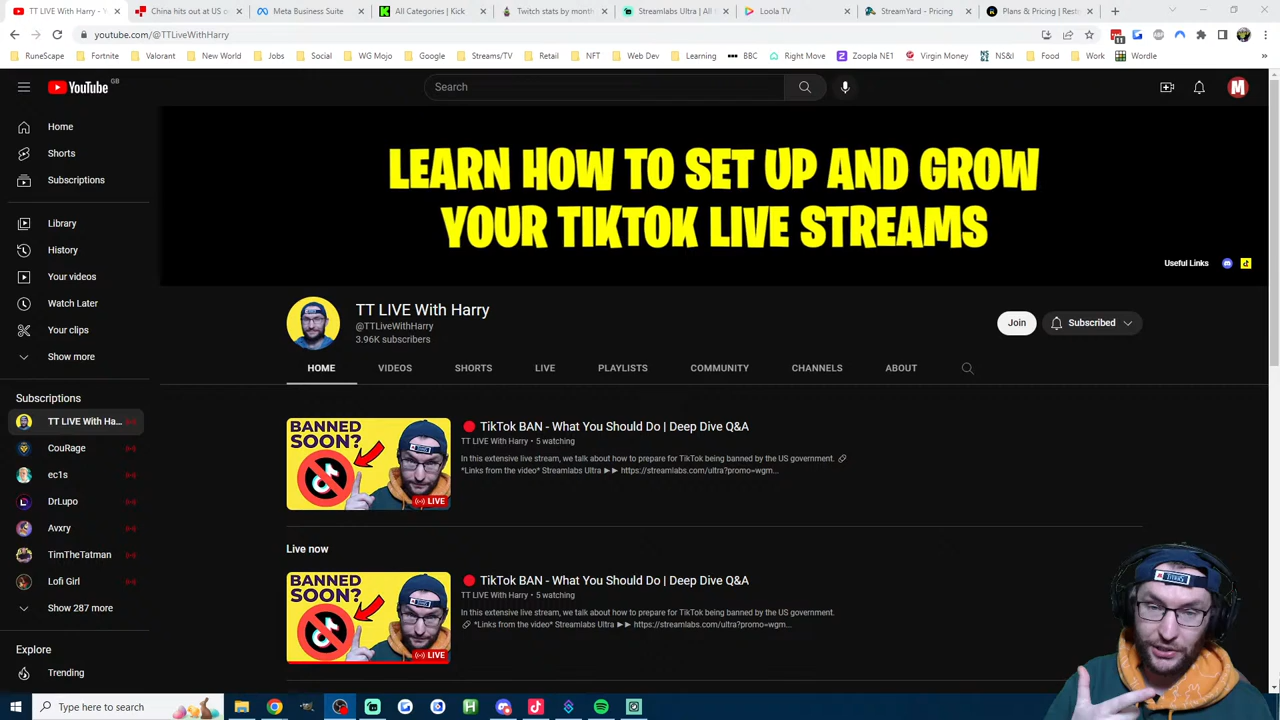 TT LIVE With Harry - YouTube
China hits out at US o
Meta Business Suite
All Categories | Kick
Twitch stats by mont
Streamlabs Ultra | All
Loola TV
StreamYard - Pricing
Plans & Pricing | Rest
youtube.com/@TTLiveWithHarry
RuneScape
Fortnite
Valorant
New World
Jobs
Social
WG Mojo
Google
Streams/TV
Retail
NFT
Web Dev
Learning
BBC
Right Move
Zoopla NE1
Virgin Money
NS&I
Food
Work
Wordle
YouTube GB
Search
M
Home
Shorts
Subscriptions
Library
History
Your videos
Watch Later
Your clips
Show more
Subscriptions
TT LIVE With Ha...
CouRage
ec1s
DrLupo
Avxry
TimTheTatman
Lofi Girl
Show 287 more
Explore
Trending
LEARN HOW TO SET UP AND GROW
YOUR TIKTOK LIVE STREAMS
Useful Links
TT LIVE With Harry
@TTLiveWithHarry
3.96K subscribers
Join
Subscribed
HOME
VIDEOS
SHORTS
LIVE
PLAYLISTS
COMMUNITY
CHANNELS
ABOUT
BANNED
SOON?
LIVE
🔴 TikTok BAN - What You Should Do | Deep Dive Q&A
TT LIVE With Harry • 5 watching
In this extensive live stream, we talk about how to prepare for TikTok being banned by the US government. 🔗
*Links from the video* Streamlabs Ultra ►► https://streamlabs.com/ultra?promo=wgm...
Live now
BANNED
SOON?
LIVE
🔴 TikTok BAN - What You Should Do | Deep Dive Q&A
TT LIVE With Harry • 5 watching
In this extensive live stream, we talk about how to prepare for TikTok being banned by the US government.
🔗 *Links from the video* Streamlabs Ultra ►► https://streamlabs.com/ultra?promo=wgm...
Type here to search